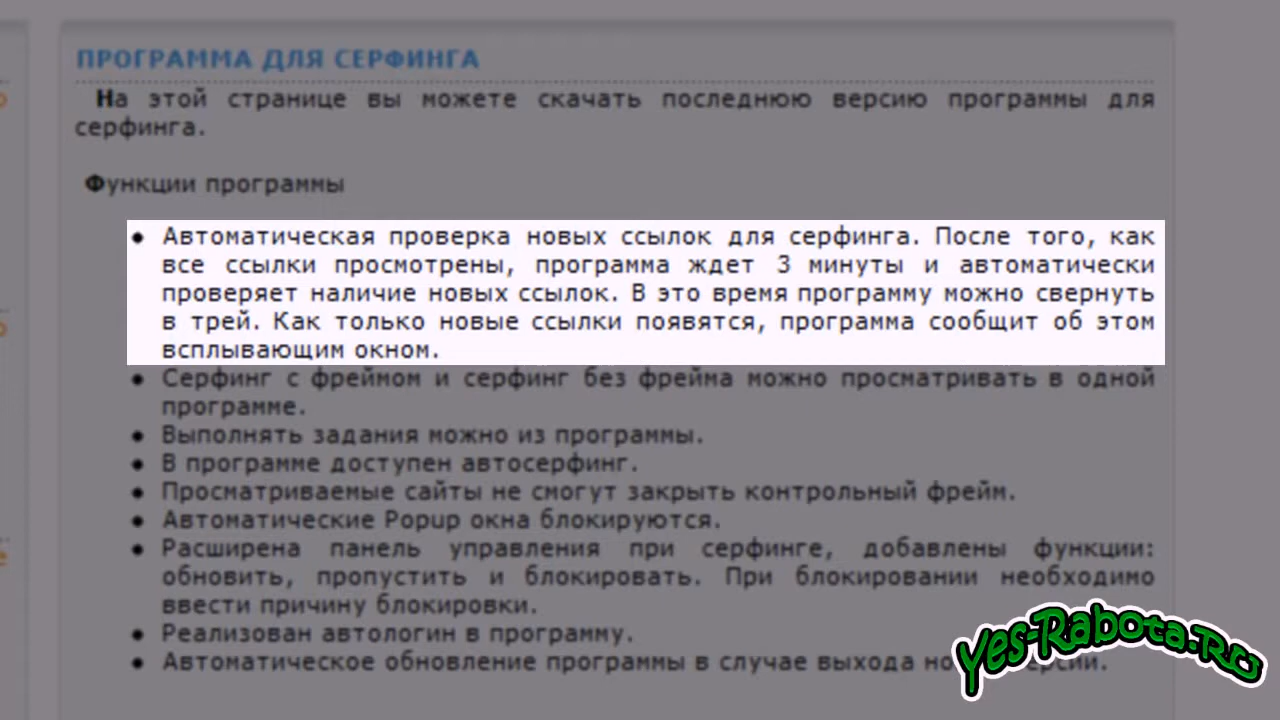 ПРОГРАММА ДЛЯ СЕРФИНГА
На этой странице вы можете скачать последнюю версию программы для
серфинга.
Функции программы
● Автоматическая проверка новых ссылок для серфинга. После того, как
все ссылки просмотрены, программа ждет 3 минуты и автоматически
проверяет наличие новых ссылок. В это время программу можно свернуть
в трей. Как только новые ссылки появятся, программа сообщит об этом
всплывающим окном.
● Серфинг с фреймом и серфинг без фрейма можно просматривать в одной
программе.
● Выполнять задания можно из программы.
● В программе доступен автосерфинг.
● Просматриваемые сайты не смогут закрыть контрольный фрейм.
● Автоматические Popup окна блокируются.
● Расширена панель управления при серфинге, добавлены функции:
обновить, пропустить и блокировать. При блокировании необходимо
ввести причину блокировки.
● Реализован автологин в программу.
● Автоматическое обновление программы в случае выхода
Yes-Rabota.Ru